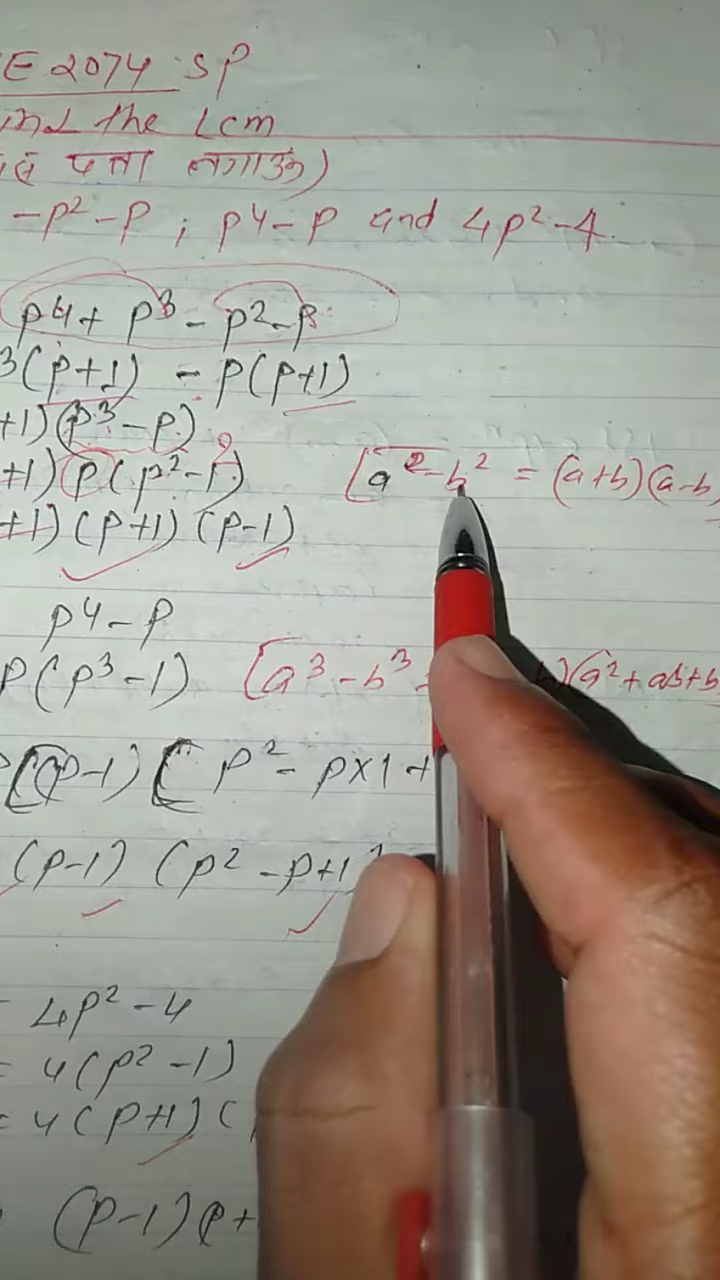 E 2074 SP
ind the Lcm
पत्ता लगाऊ)
-p²-p ; p4-p and 4p²-4.
p4+ p³ - p²-p
3(p+1) - p(p+1)
+1)(p³-p)
+1) p(p²-1) [a²-b² = (a+b)(a-b
+1) (p+1) (p-1)
p4-p
p(p³-1) [a³-b³ b)(a²+ab+b
(p-1) ( p²- p×1+
(p-1) (p²-p+1)
= 4p²-4
= 4(p²-1)
= 4(p+1)(
(p-1)(p+